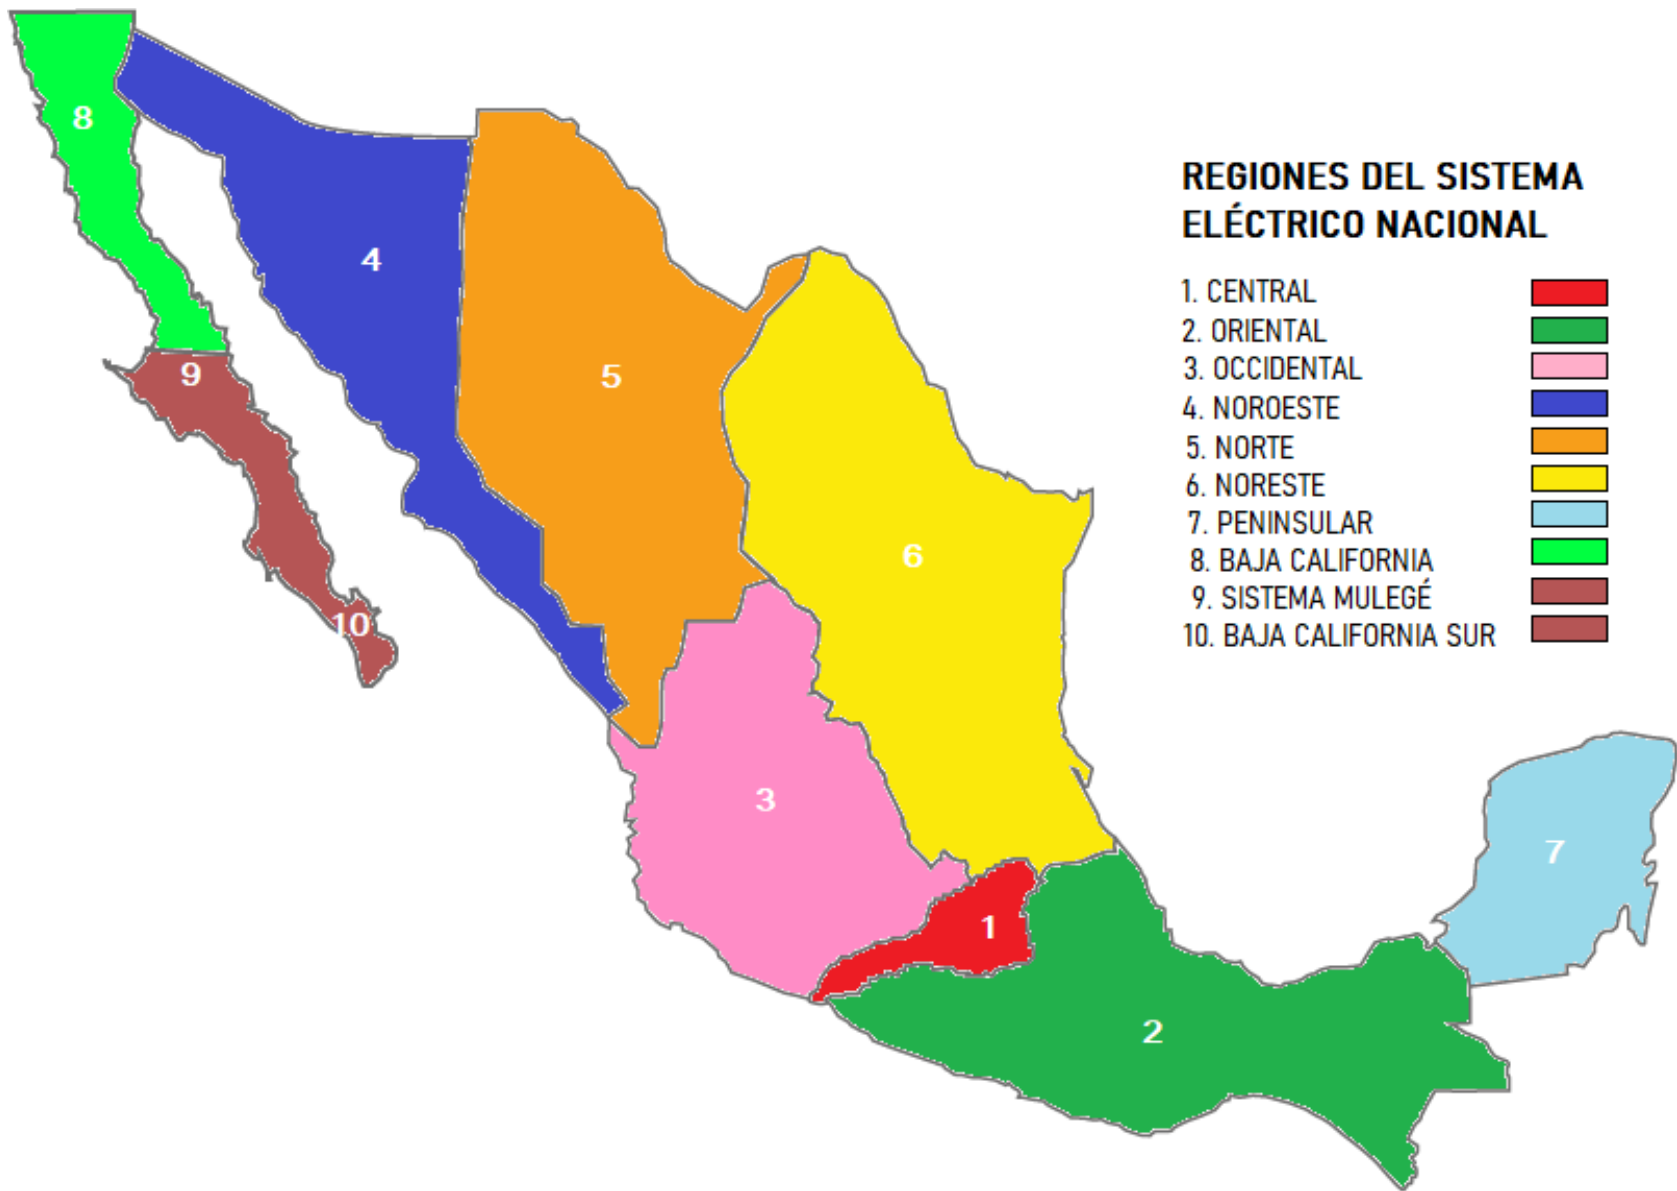 REGIONES DEL SISTEMA
ELÉCTRICO NACIONAL
1. CENTRAL
2. ORIENTAL
3. OCCIDENTAL
4. NOROESTE
5. NORTE
6. NORESTE
7. PENINSULAR
8. BAJA CALIFORNIA
9. SISTEMA MULEGÉ
10. BAJA CALIFORNIA SUR
8
4
9
5
6
10
3
7
1
2